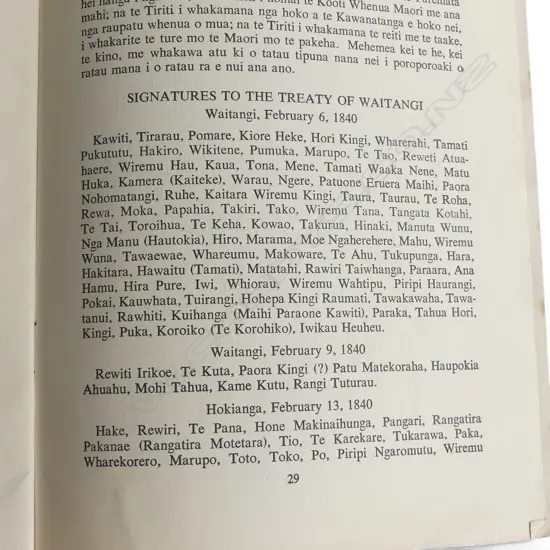 mahi; na te Tiriti i whakamana nga hoko a te Kawanatanga e hoko nei,
nga raupatu whenua o mua; na te Tiriti i whakamana te reiti me te taake,
i whakarite te ture mo te Maori mo te pakeha. Mehemea kei te he, kei
te kino, me whakawa atu ki o tatau tipuna nana nei i poroporoaki o
ratau mana i o ratau ra e nui ana ano.
SIGNATURES TO THE TREATY OF WAITANGI
Waitangi, February 6, 1840
Kawiti, Tirarau, Pomare, Kiore Heke, Hori Kingi, Wharerahi, Tamati
Pukututu, Hakiro, Wikitene, Pumuka, Marupo, Te Tao, Reweti Atua-
haere, Wiremu Hau, Kaua, Tona, Mene, Tamati Waaka Nene, Matu
Huka, Kamera (Kaiteke), Warau, Ngere, Patuone Eruera Maihi, Paora
Nohomatangi, Ruhe, Kaitara Wiremu Kingi, Taura, Taurau, Te Roha,
Rewa, Moka, Papahia, Takiri, Tako, Wiremu Tana, Tangata Kotahi,
Te Tai, Toroihua, Te Keha, Kowao, Takurua, Hinaki, Manuta Wunu,
Nga Manu (Hautokia), Hiro, Marama, Moe Ngaherehere, Mahu, Wiremu
Wuna, Tawaewae, Whareumu, Makoware, Te Ahu, Tukupunga, Hara,
Hakitara, Hawaitu (Tamati), Matatahi, Rawiri Taiwhanga, Paraara, Ana
Hamu, Hira Pure, Iwi, Whiorau, Wiremu Wahtipu, Piripi Haurangi,
Pokai, Kauwhata, Tuirangi, Hohepa Kingi Raumati, Tawakawaha, Tawa-
tanui, Rawhiti, Kuihanga (Maihi Paraone Kawiti), Paraka, Tahua Hori,
Kingi, Puka, Koroiko (Te Korohiko), Iwikau Heuheu.
Waitangi, February 9, 1840
Rewiti Irikoe, Te Kuta, Paora Kingi (?) Patu Matekoraha, Haupokia
Ahuahu, Mohi Tahua, Kame Kutu, Rangi Tuturau.
Hokianga, February 13, 1840
Hake, Rewiri, Te Pana, Hone Makinaihunga, Pangari, Rangatira
Pakanae (Rangatira Motetara), Tio, Te Karekare, Tukarawa, Paka,
Wharekorero, Marupo, Toto, Toko, Po, Piripi Ngaromutu, Wiremu
29